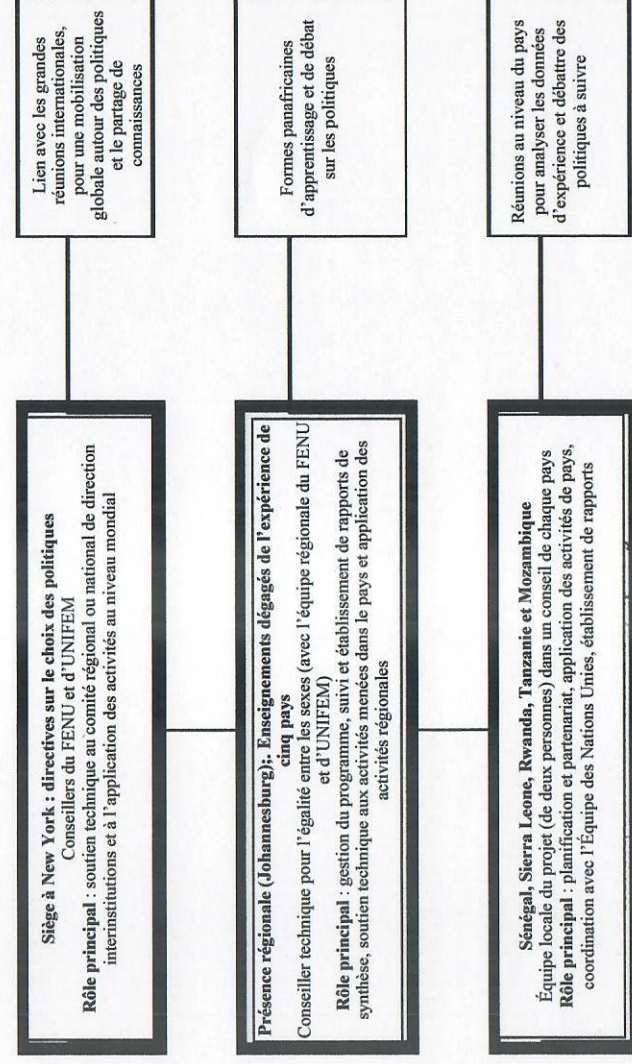 Siège à New York : directives sur le choix des politiques
Conseillers du FENU et d'UNIFEM
Rôle principal : soutien technique au comité régional ou national de direction
interinstitutions et à l'application des activités au niveau mondial
Lien avec les grandes
réunions internationales,
pour une mobilisation
globale autour des politiques
et le partage de
connaissances
Présence régionale (Johannesburg);. Enseignements dégagés de l'expérience de
cinq pays
Conseiller technique pour l'égalité entre les sexes (avec l'équipe régionale du FENU
et d'UNIFEM)
Rôle principal : gestion du programme, suivi et établissement de rapports de
synthèse, soutien technique aux activités menées dans le pays et application des
activités régionales
Formes panafricaines
d'apprentissage et de débat
sur les politiques
Sénégal, Sierra Leone, Rwanda, Tanzanie et Mozambique
Équipe locale du projet (de deux personnes) dans un conseil de chaque pays
Rôle principal : planification et partenariat, application des activités de pays,
coordination avec l'Équipe des Nations Unies, établissement de rapports
Réunions au niveau du pays
pour analyser les données
d'expérience et débattre des
politiques à suivre